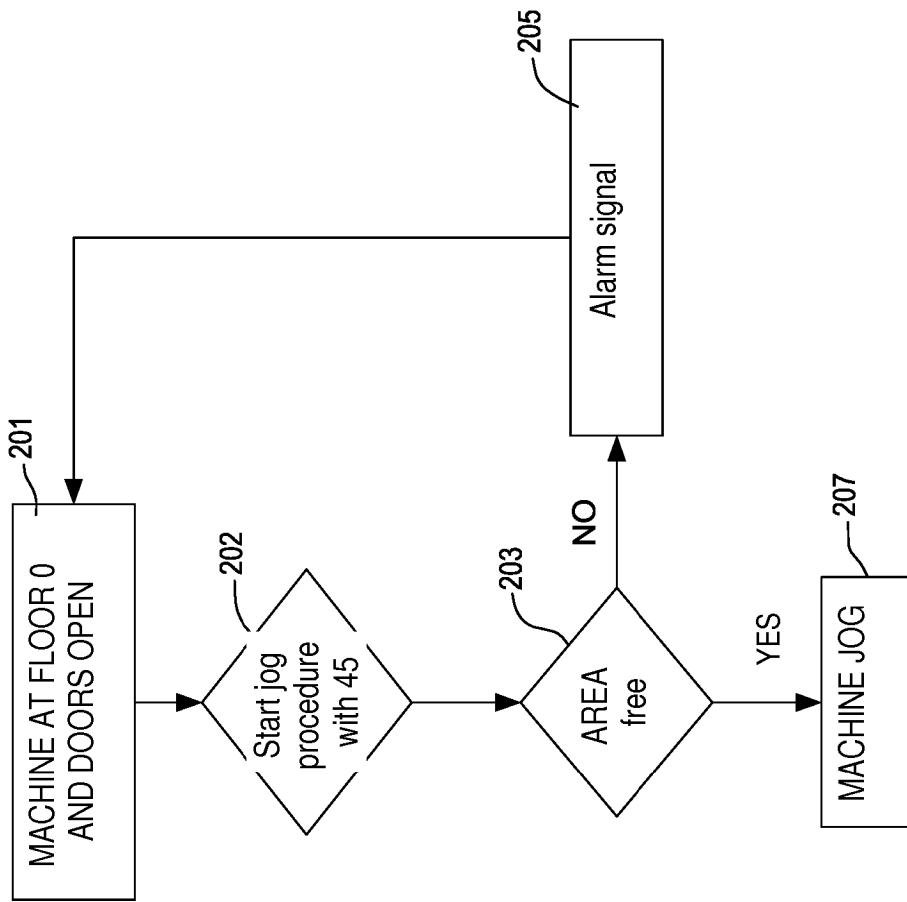 201
MACHINE AT FLOOR 0
AND DOORS OPEN
202
Start jog
procedure
with 45
203
AREA
free
NO
205
Alarm signal
YES
207
MACHINE JOG